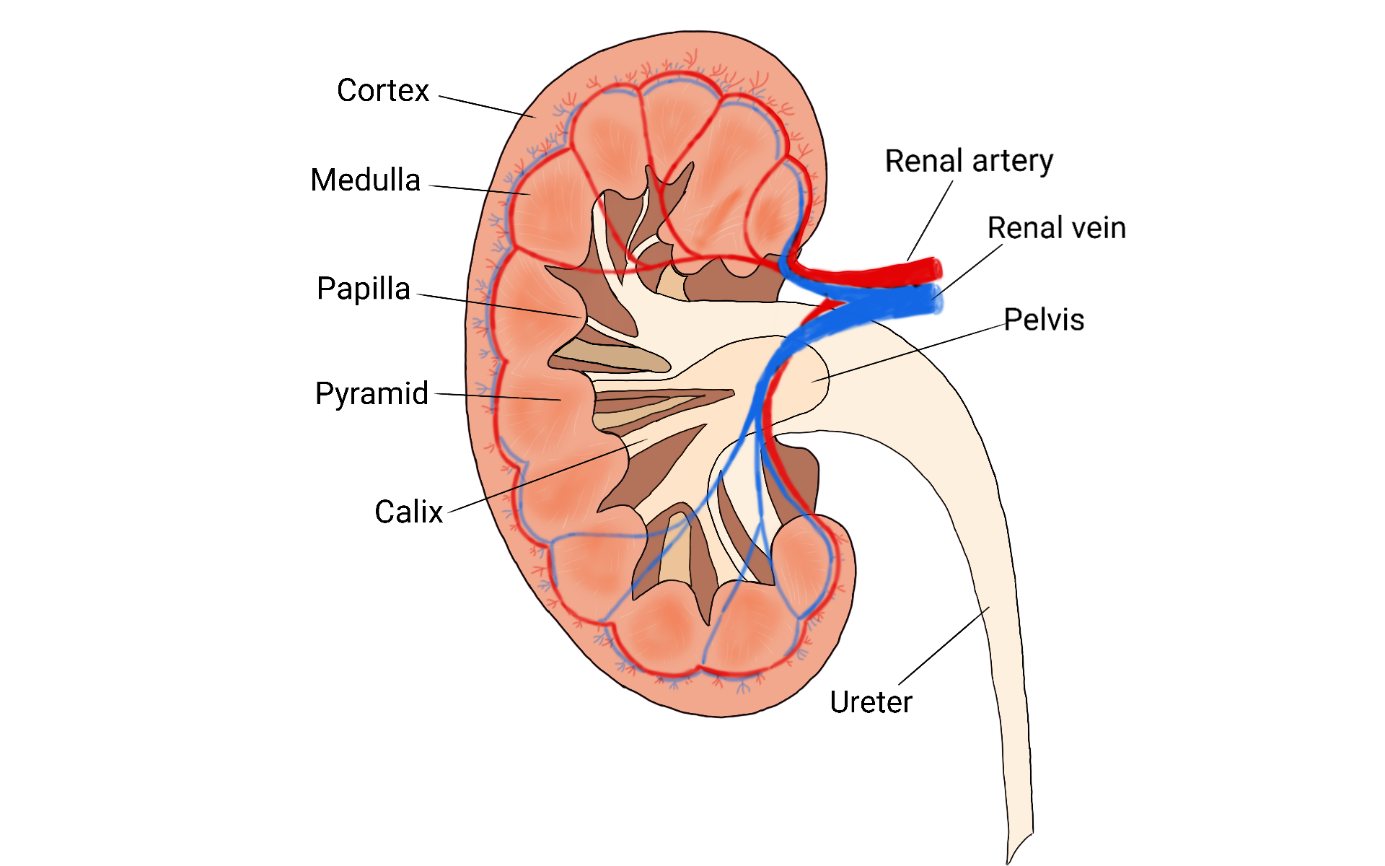 Cortex
Medulla
Papilla
Pyramid
Calix
Renal artery
Renal vein
Pelvis
Ureter